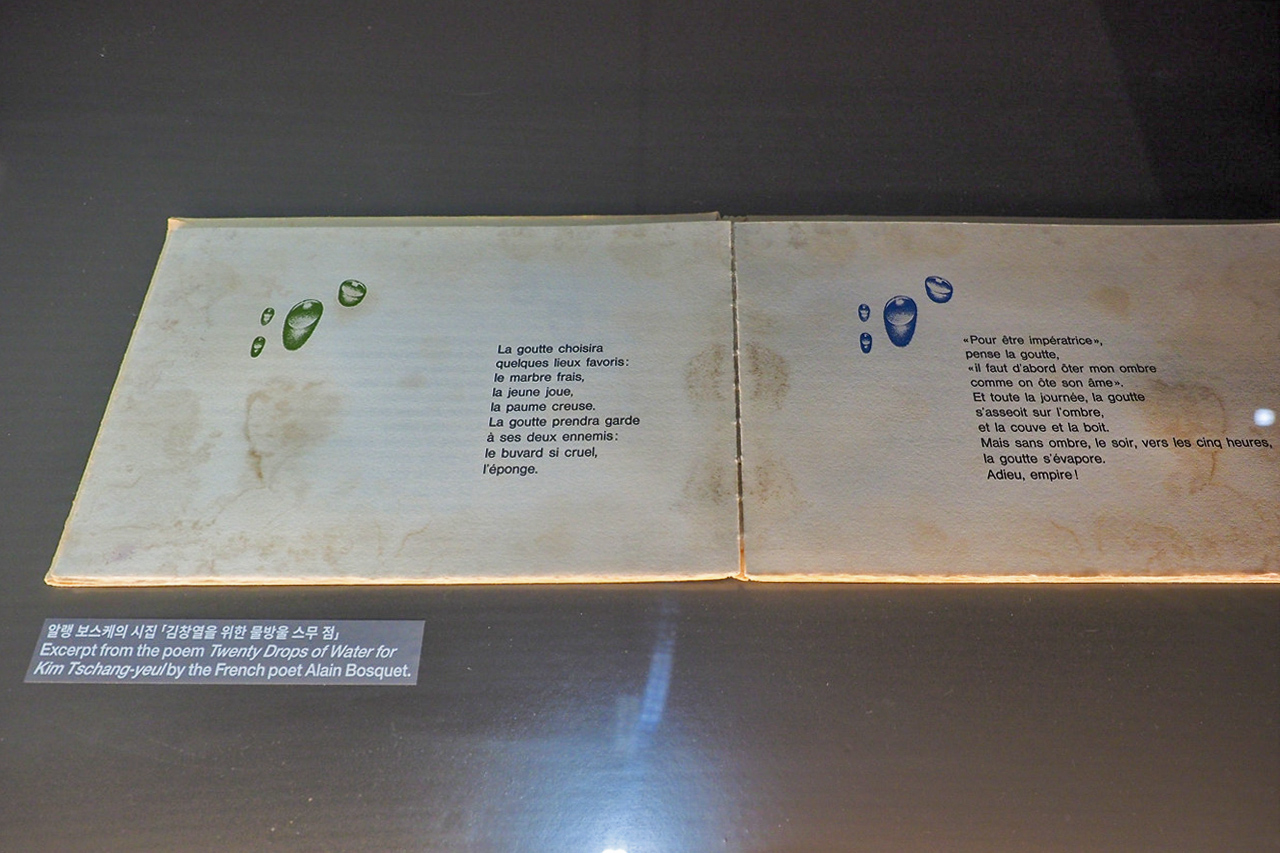 La goutte choisira
quelques lieux favoris:
le marbre frais,
la jeune joue,
la paume creuse.
La goutte prendra garde
à ses deux ennemis:
le buvard si cruel,
l'éponge.
«Pour être impératrice»,
pense la goutte,
«il faut d'abord ôter mon ombre
comme on ôte son âme».
Et toute la journée, la goutte
s'asseoit sur l'ombre,
et la couve et la boit.
Mais sans ombre, le soir, vers les cinq heures,
la goutte s'évapore.
Adieu, empire!
알랭 보스케의 시집 「김창열을 위한 물방울 스무 점」
Excerpt from the poem Twenty Drops of Water for
Kim Tschang-yeul by the French poet Alain Bosquet.